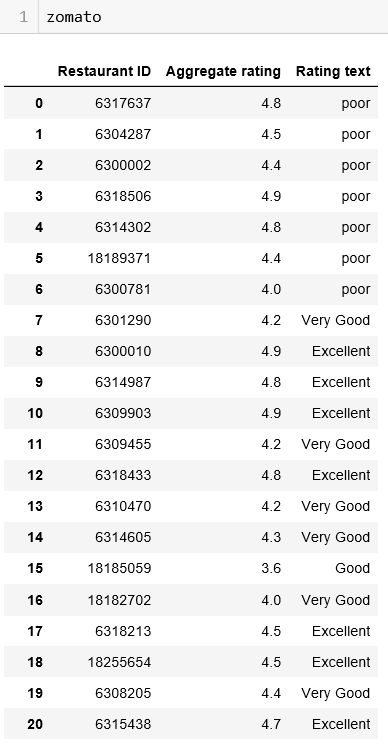 1 zomato
Restaurant ID Aggregate rating Rating text
0 6317637 4.8 poor
1 6304287 4.5 poor
2 6300002 4.4 poor
3 6318506 4.9 poor
4 6314302 4.8 poor
5 18189371 4.4 poor
6 6300781 4.0 poor
7 6301290 4.2 Very Good
8 6300010 4.9 Excellent
9 6314987 4.8 Excellent
10 6309903 4.9 Excellent
11 6309455 4.2 Very Good
12 6318433 4.8 Excellent
13 6310470 4.2 Very Good
14 6314605 4.3 Very Good
15 18185059 3.6 Good
16 18182702 4.0 Very Good
17 6318213 4.5 Excellent
18 18255654 4.5 Excellent
19 6308205 4.4 Very Good
20 6315438 4.7 Excellent